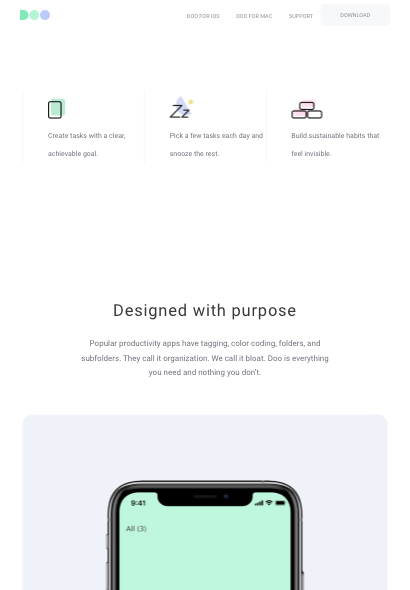 DOO FOR IOS DOO FOR MAC SUPPORT DOWNLOAD
Zz
Create tasks with a clear,
achievable goal.
Pick a few tasks each day and
snooze the rest.
Build sustainable habits that
feel invisible.
Designed with purpose
Popular productivity apps have tagging, color coding, folders, and
subfolders. They call it organization. We call it bloat. Doo is everything
you need and nothing you don't.
9:41
All (3)